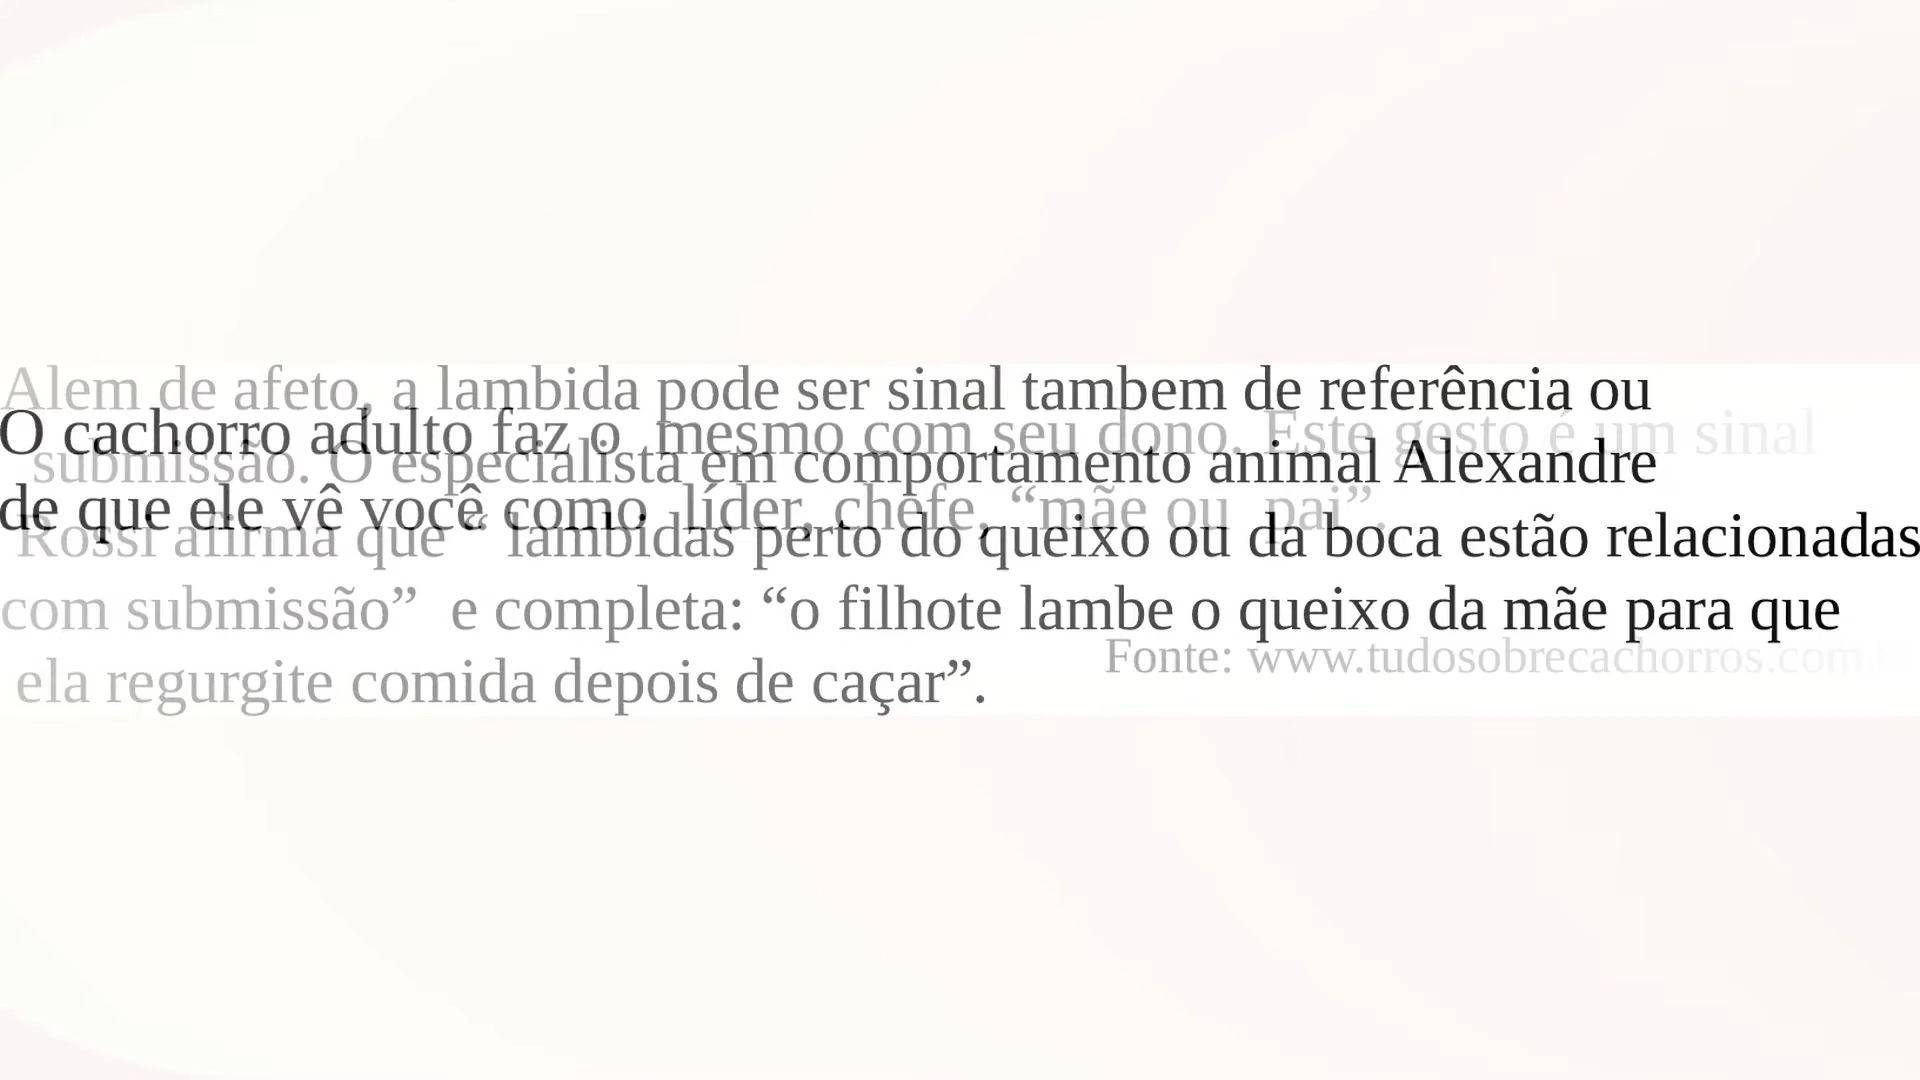 Alem de afeto, a lambida pode ser sinal tambem de referência ou
submissão. O especialista em comportamento animal Alexandre
Rossi afirma que “ lambidas perto do queixo ou da boca estão relacionadas
com submissão”  e completa: “o filhote lambe o queixo da mãe para que
ela regurgite comida depois de caçar”.
O cachorro adulto faz o  mesmo com seu dono. Este gesto é um sinal
de que ele vê você como  líder, chefe, “mãe ou  pai”.
Fonte: www.tudosobrecachorros.com